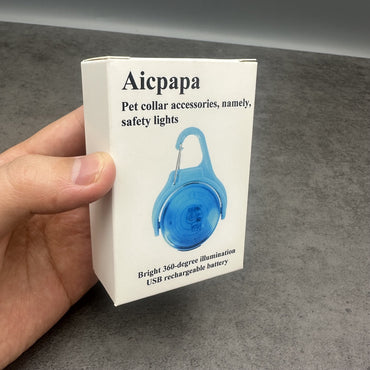 Aicpapa
Pet collar accessories, namely,
safety lights
Bright 360-degree illumination
USB rechargeable battery